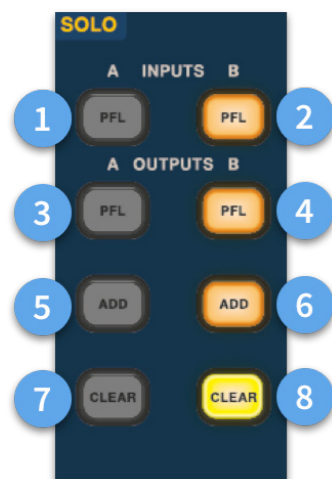 SOLO
A INPUTS B
1 PFL PFL 2
A OUTPUTS B
3 PFL PFL 4
5 ADD ADD 6
7 CLEAR CLEAR 8